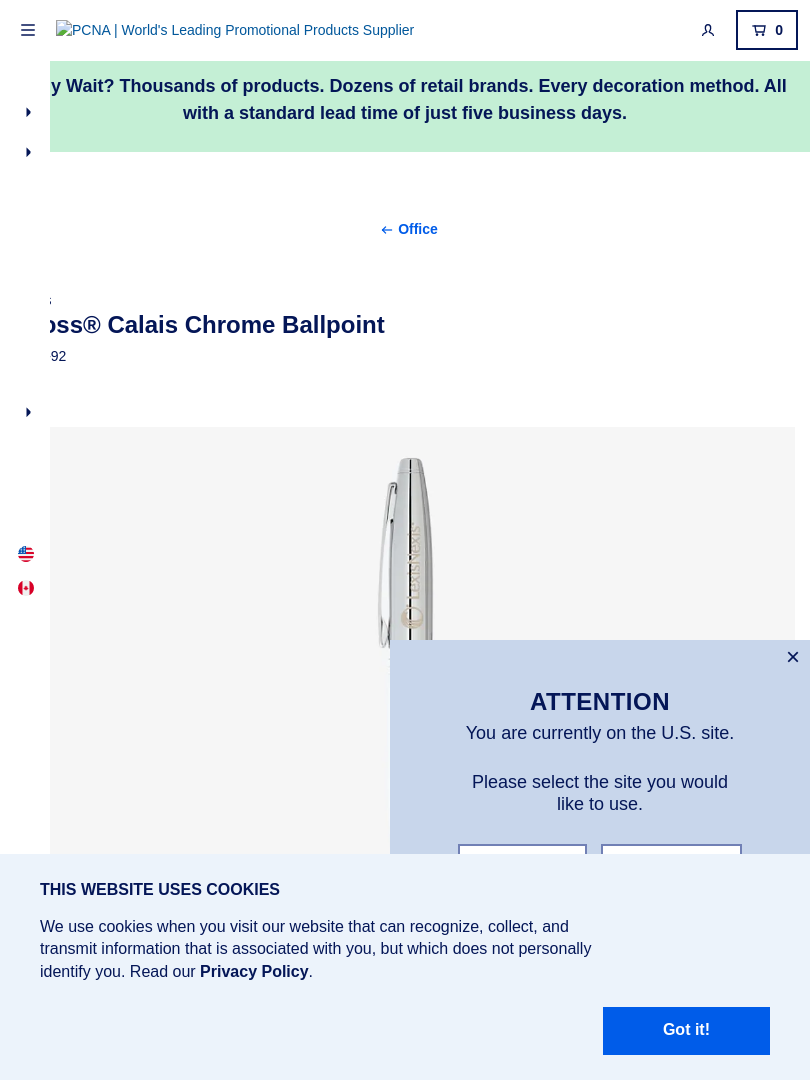 PCNA | World's Leading Promotional Products Supplier
0
y Wait? Thousands of products. Dozens of retail brands. Every decoration method. All
with a standard lead time of just five business days.
← Office
oss® Calais Chrome Ballpoint
92
LexisNexis®
×
ATTENTION
You are currently on the U.S. site.
Please select the site you would
like to use.
THIS WEBSITE USES COOKIES
We use cookies when you visit our website that can recognize, collect, and
transmit information that is associated with you, but which does not personally
identify you. Read our Privacy Policy.
Got it!